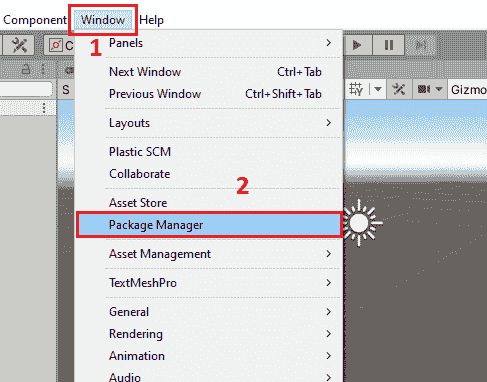 Component Window Help
1
C
Panels
S
Gizmo
Next Window Ctrl+Tab
Previous Window Ctrl+Shift+Tab
Layouts
Plastic SCM
Collaborate
2
Asset Store
Package Manager
Asset Management
TextMeshPro
General
Rendering
Animation
Audio